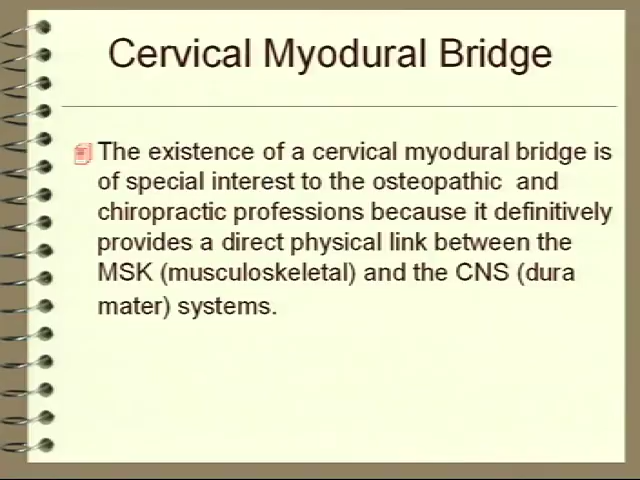 Cervical Myodural Bridge
The existence of a cervical myodural bridge is
of special interest to the osteopathic and
chiropractic professions because it definitively
provides a direct physical link between the
MSK (musculoskeletal) and the CNS (dura
mater) systems.